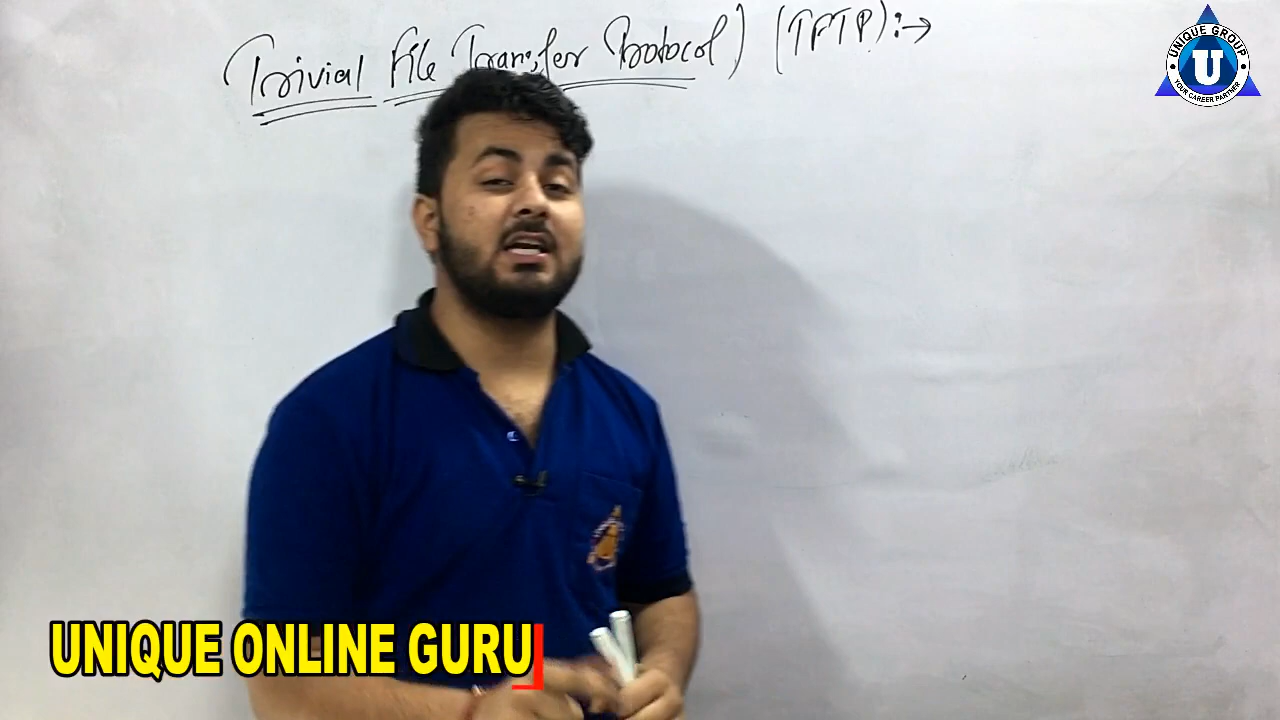 Trivial File Transfer Protocol) (TFTP):→
UNIQUE GROUP
U
YOUR CAREER PARTNER
UNIQUE ONLINE GURU